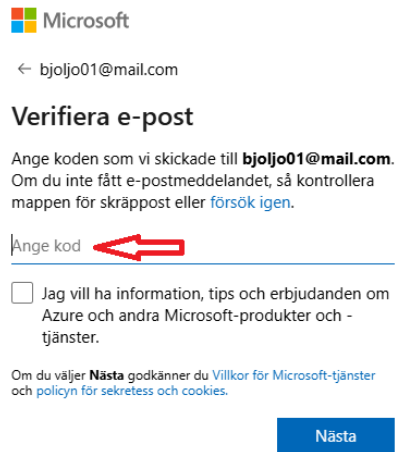 Microsoft
← bjoljo01@mail.com
Verifiera e-post
Ange koden som vi skickade till bjoljo01@mail.com.
Om du inte fått e-postmeddelandet, så kontrollera
mappen för skräppost eller försök igen.
Ange kod
Jag vill ha information, tips och erbjudanden om
Azure och andra Microsoft-produkter och -
tjänster.
Om du väljer Nästa godkänner du Villkor för Microsoft-tjänster
och policyn för sekretess och cookies.
Nästa